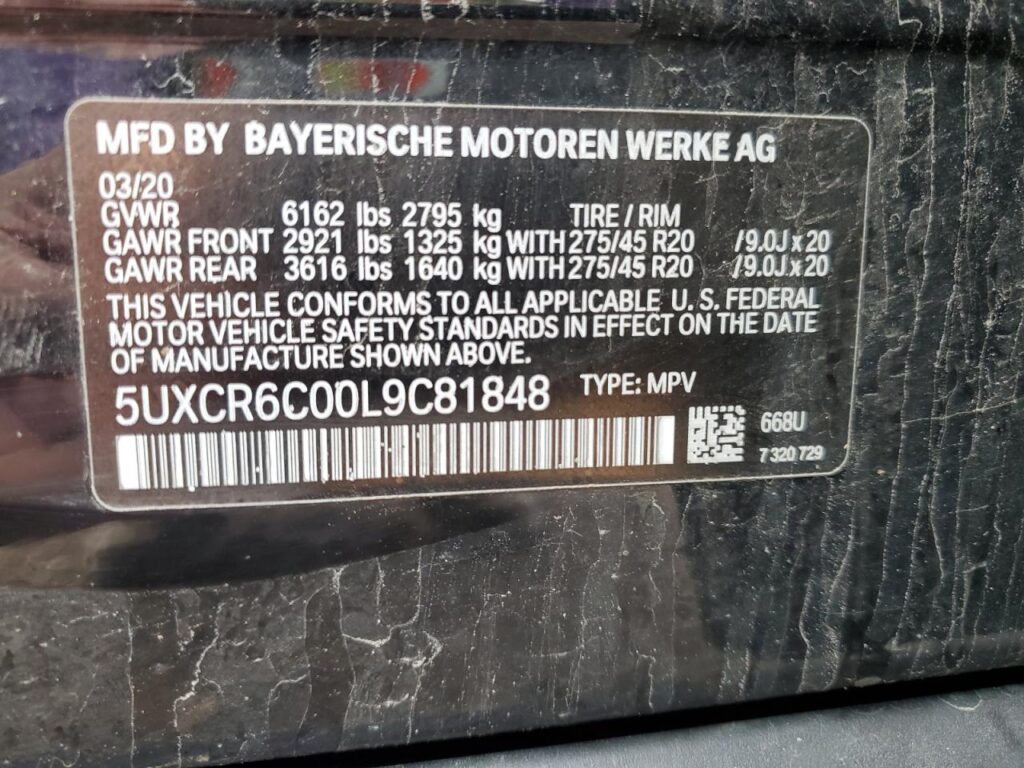 MFD BY BAYERISCHE MOTOREN WERKE AG
03/20
GVWR 6162 lbs 2795 kg TIRE / RIM
GAWR FRONT 2921 lbs 1325 kg WITH 275/45 R20 /9.0J x 20
GAWR REAR 3616 lbs 1640 kg WITH 275/45 R20 /9.0J x 20
THIS VEHICLE CONFORMS TO ALL APPLICABLE U. S. FEDERAL
MOTOR VEHICLE SAFETY STANDARDS IN EFFECT ON THE DATE
OF MANUFACTURE SHOWN ABOVE.
5UXCR6C00L9C81848 TYPE: MPV
668U
7 320 729